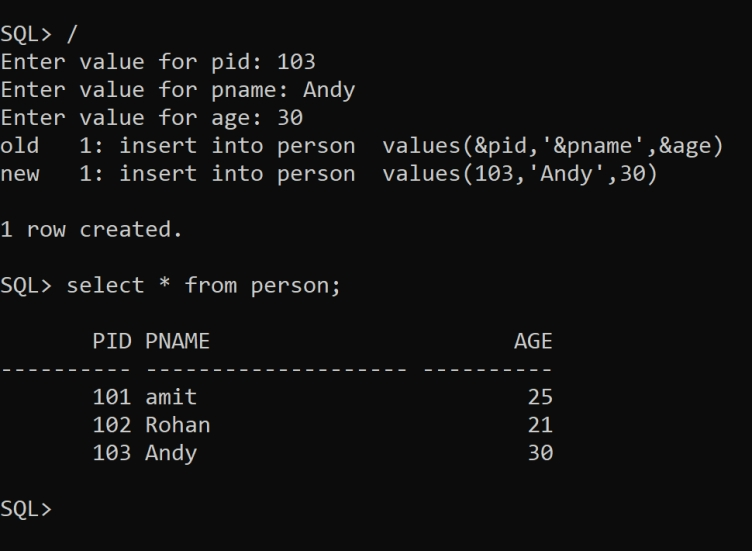 SQL> /
Enter value for pid: 103
Enter value for pname: Andy
Enter value for age: 30
old   1: insert into person  values(&pid,'&pname',&age)
new   1: insert into person  values(103,'Andy',30)
1 row created.
SQL> select * from person;
       PID PNAME                       AGE
---------- -------------------- ----------
       101 amit                         25
       102 Rohan                        21
       103 Andy                         30
SQL>